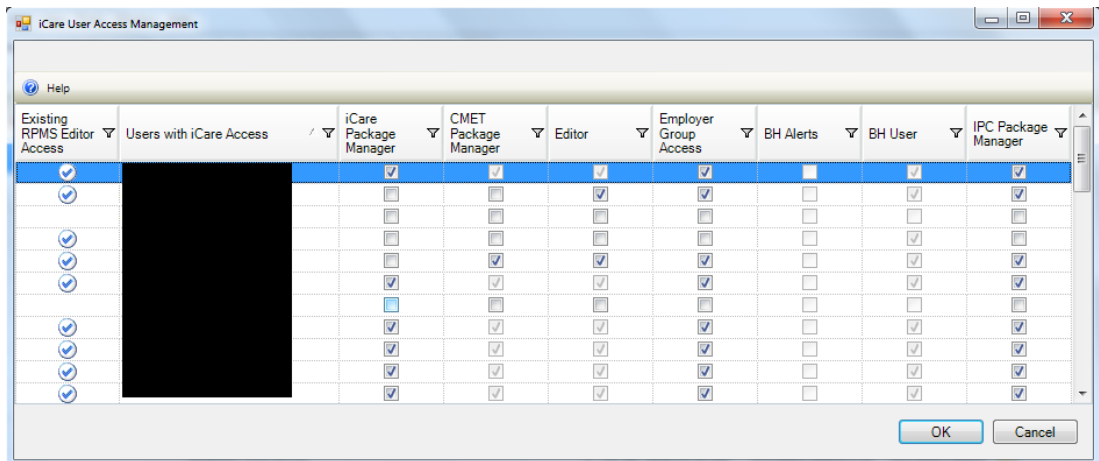 iCare User Access Management
Help
Existing
RPMS Editor
Access
Users with iCare Access
iCare
Package
Manager
CMET
Package
Manager
Editor
Employer
Group
Access
BH Alerts
BH User
IPC Package
Manager
OK
Cancel